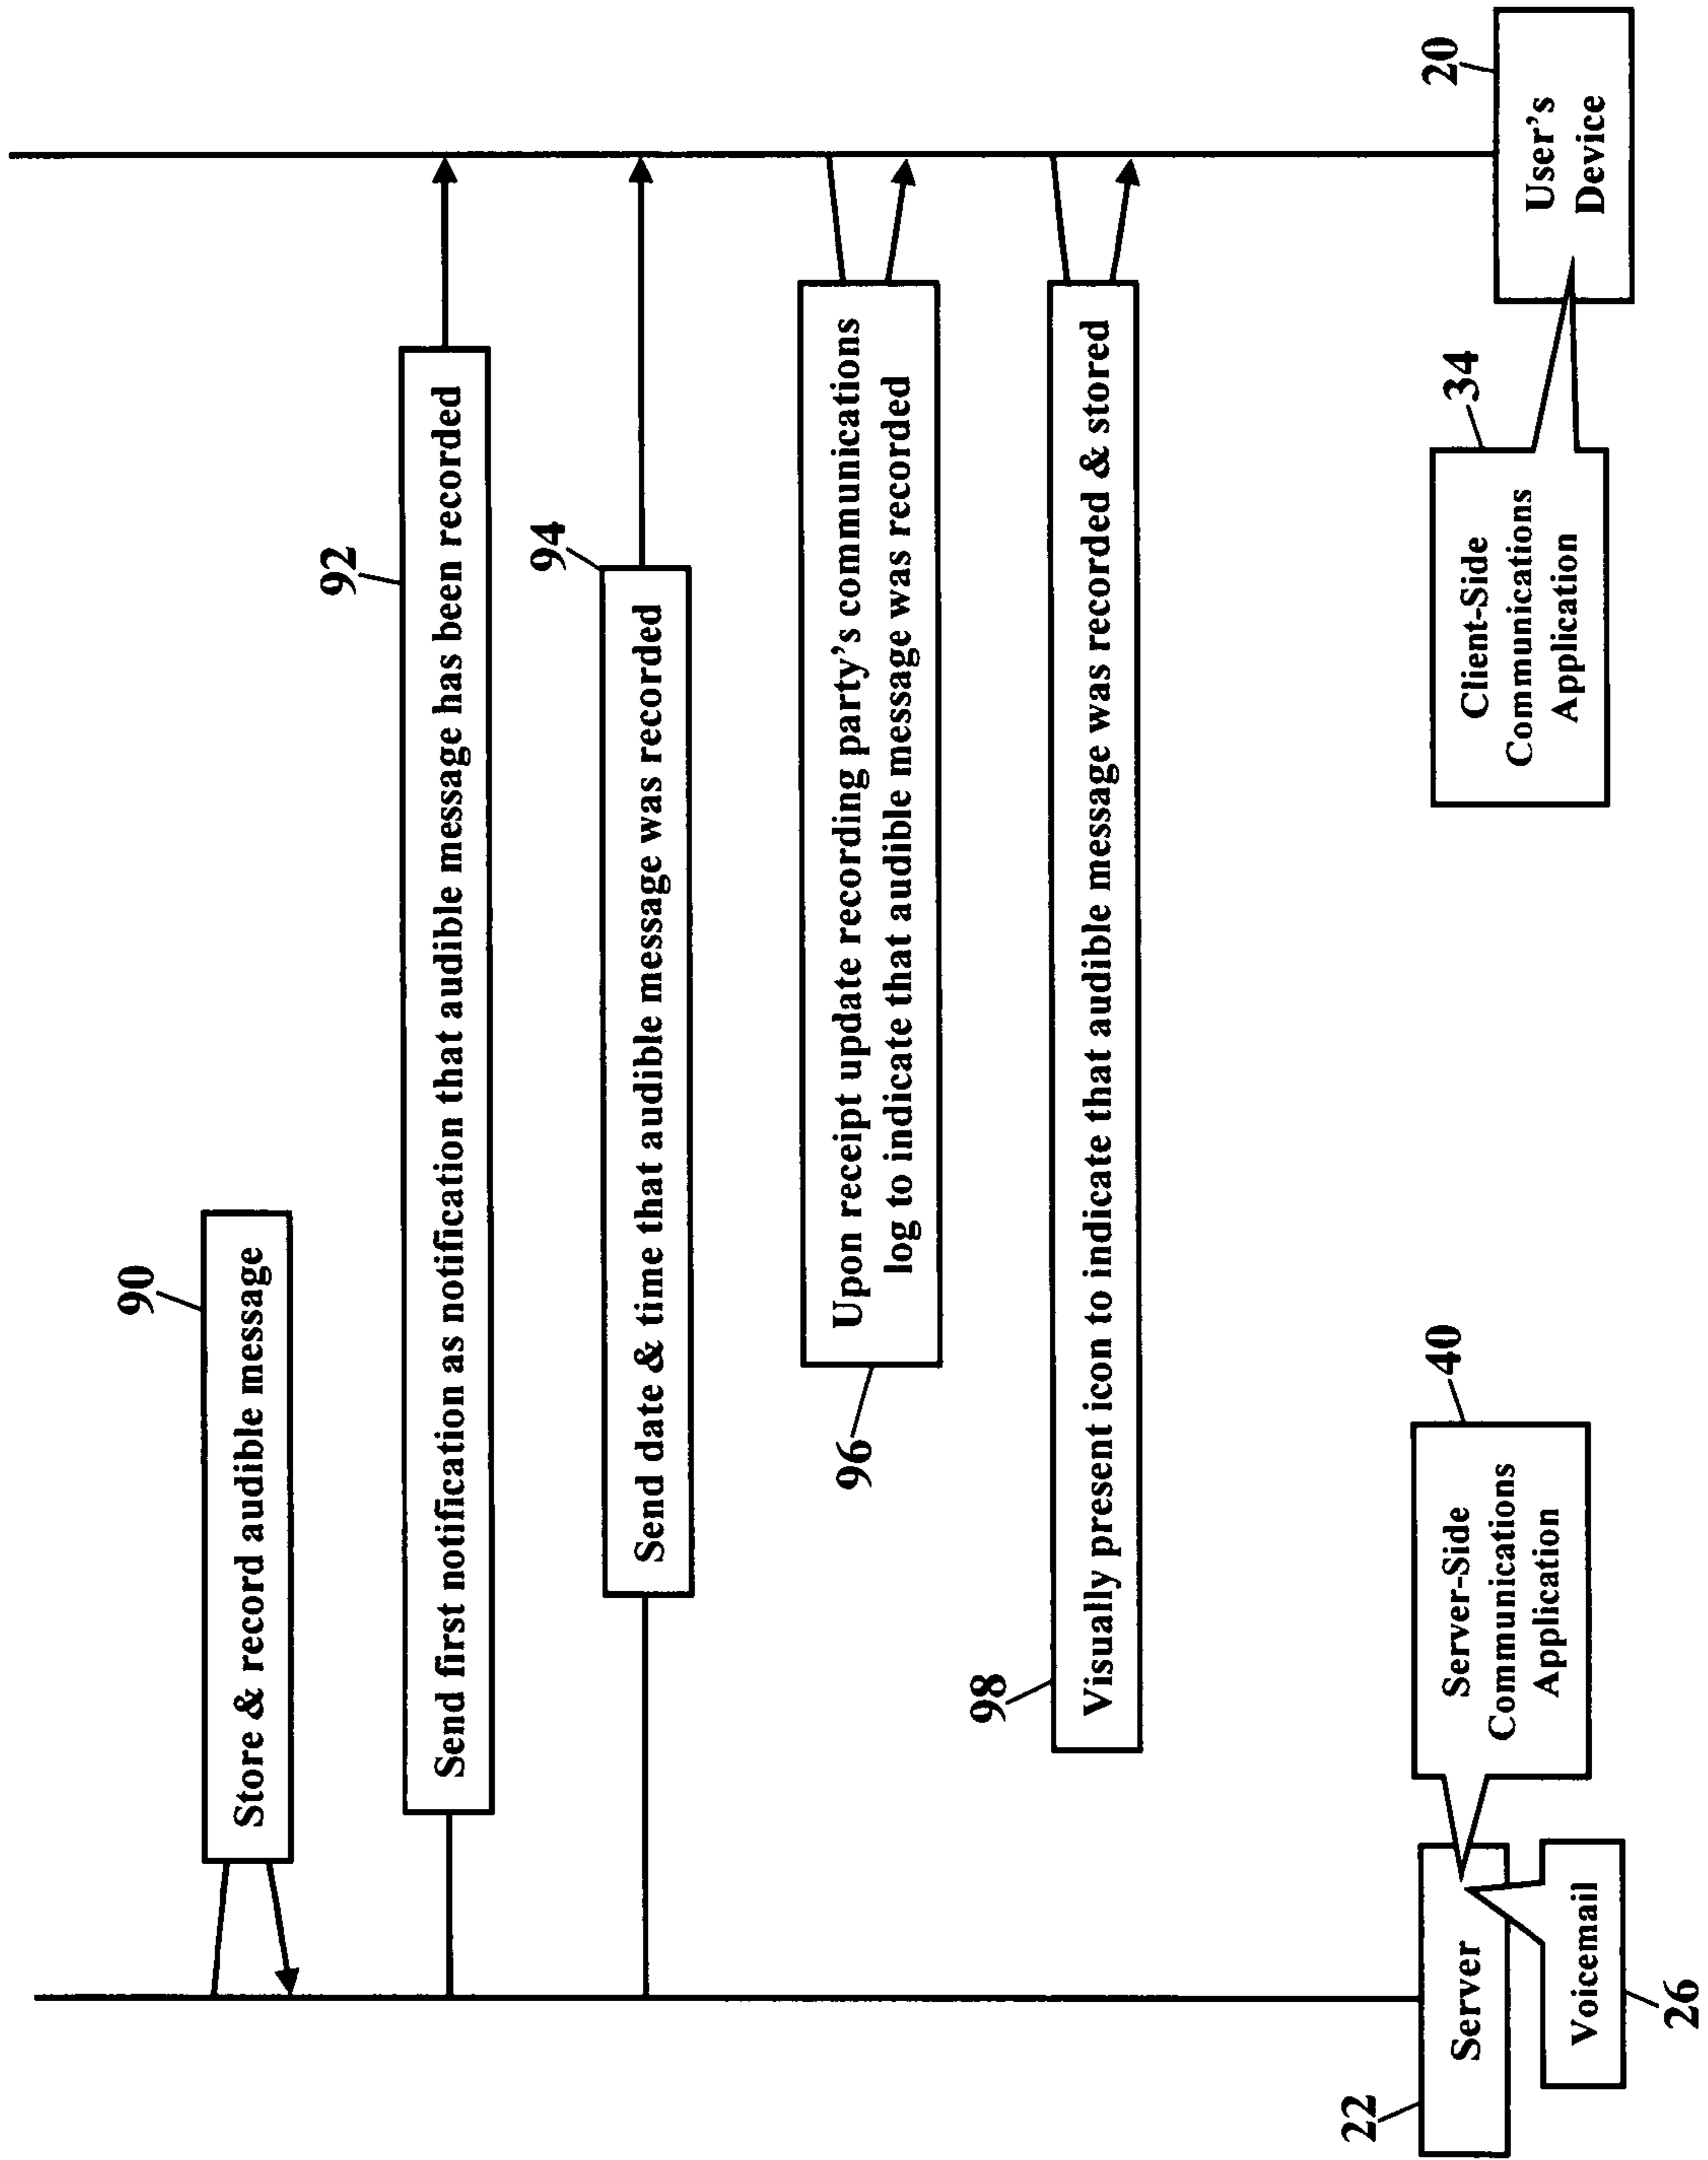 90
Store & record audible message
92
Send first notification as notification that audible message has been recorded
94
Send date & time that audible message was recorded
Upon receipt update recording party's communications
log to indicate that audible message was recorded
96
98
Visually present icon to indicate that audible message was recorded & stored
22
Server
Voicemail
26
40
Server-Side
Communications
Application
34
Client-Side
Communications
Application
20
User's
Device